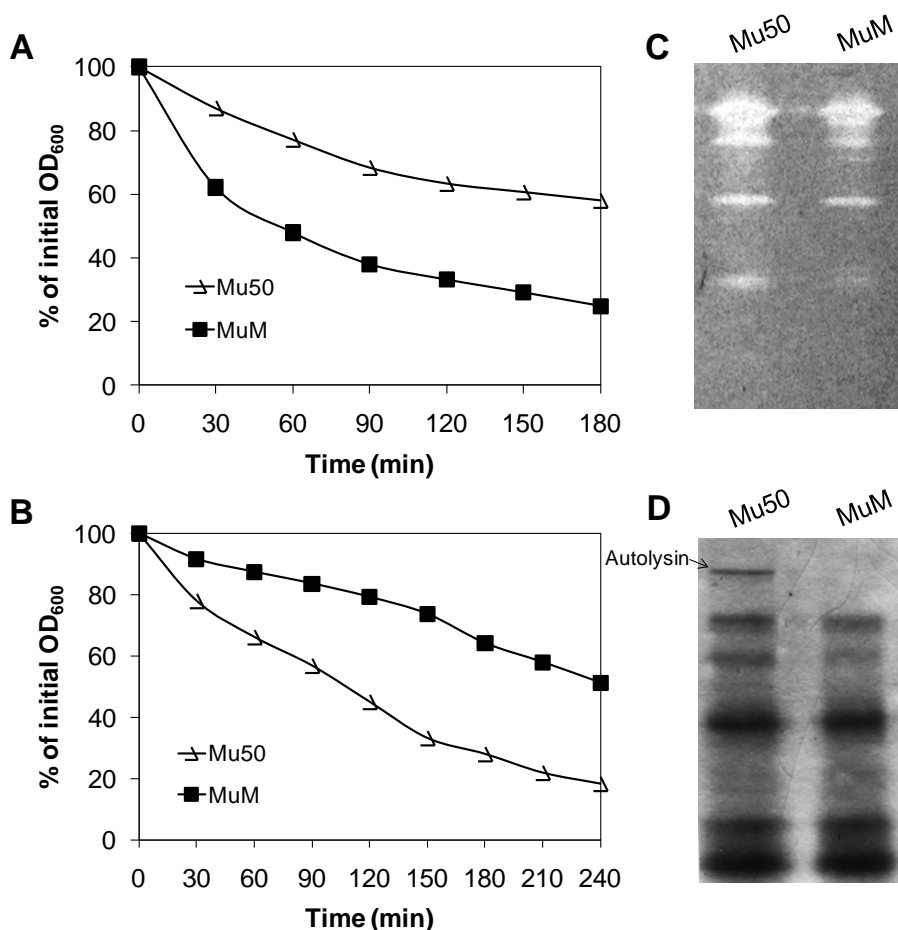 A
% of initial OD600
100
80
60
40
20
0
Mu50
MuM
0 30 60 90 120 150 180
Time (min)
C
Mu50 MuM
B
% of initial OD600
100
80
60
40
20
0
Mu50
MuM
0 30 60 90 120 150 180 210 240
Time (min)
D
Mu50 MuM
Autolysin